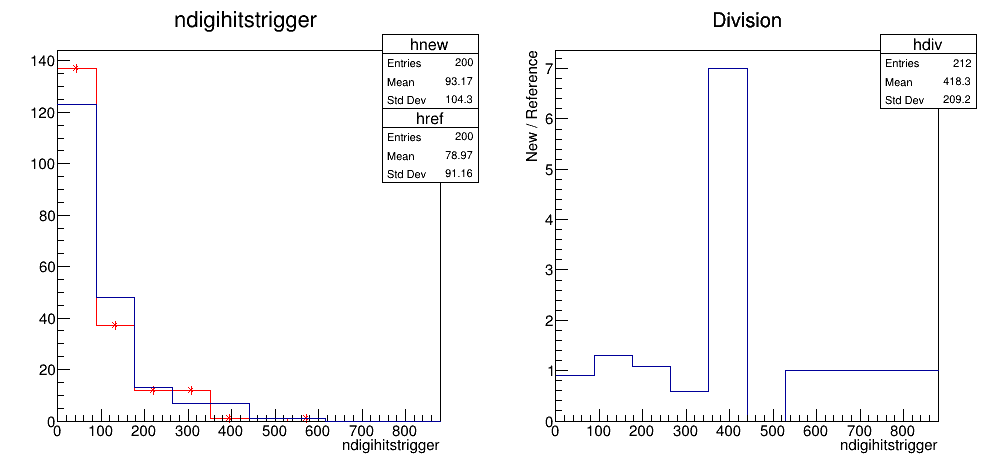 ndigihitstrigger
hnew
Entries 200
Mean 93.17
Std Dev 104.3
href
Entries 200
Mean 78.97
Std Dev 91.16
140
120
100
80
60
40
20
0
0 100 200 300 400 500 600 700 800
ndigihitstrigger
Division
hdiv
Entries 212
Mean 418.3
Std Dev 209.2
New / Reference
7
6
5
4
3
2
1
0
0 100 200 300 400 500 600 700 800
ndigihitstrigger